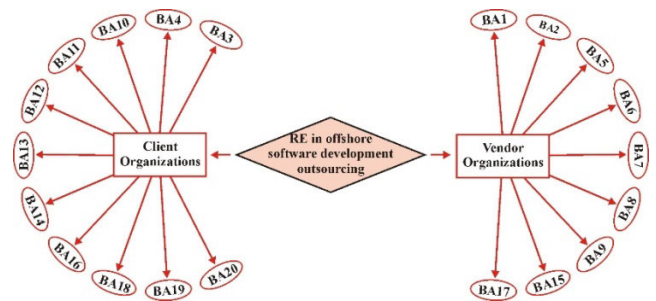 BA4
BA3
BA10
BA11
BA12
BA13
BA14
BA16
BA18
BA19
BA20
Client
Organizations
RE in offshore
software development
outsourcing
Vendor
Organizations
BA1
BA2
BA5
BA6
BA7
BA8
BA9
BA15
BA17